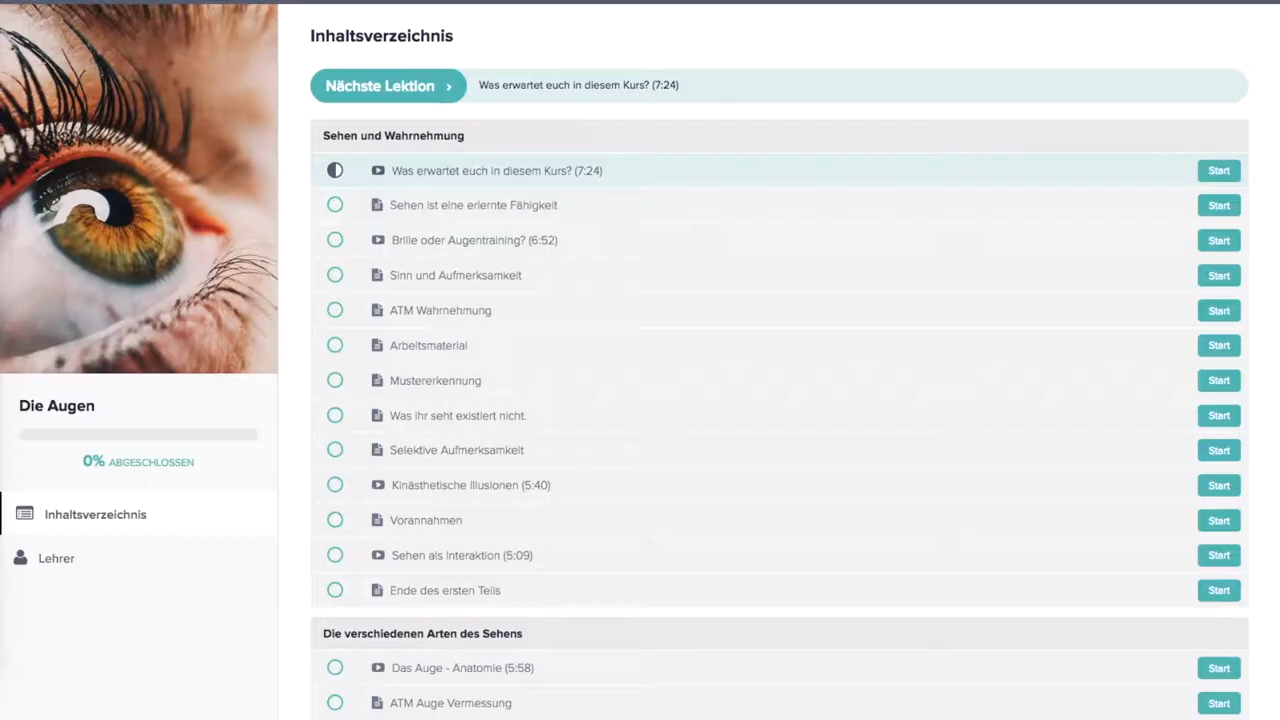 Inhaltsverzeichnis
Nächste Lektion › Was erwartet euch in diesem Kurs? (7:24)
Sehen und Wahrnehmung
Was erwartet euch in diesem Kurs? (7:24) Start
Sehen ist eine erlernte Fähigkeit Start
Brille oder Augentraining? (6:52) Start
Sinn und Aufmerksamkeit Start
ATM Wahrnehmung Start
Arbeitsmaterial Start
Mustererkennung Start
Was ihr seht existiert nicht. Start
Selektive Aufmerksamkeit Start
Kinästhetische Illusionen (5:40) Start
Vorannahmen Start
Sehen als Interaktion (5:09) Start
Ende des ersten Teils Start
Die verschiedenen Arten des Sehens
Das Auge - Anatomie (5:58) Start
ATM Auge Vermessung Start
Die Augen
0% ABGESCHLOSSEN
Inhaltsverzeichnis
Lehrer